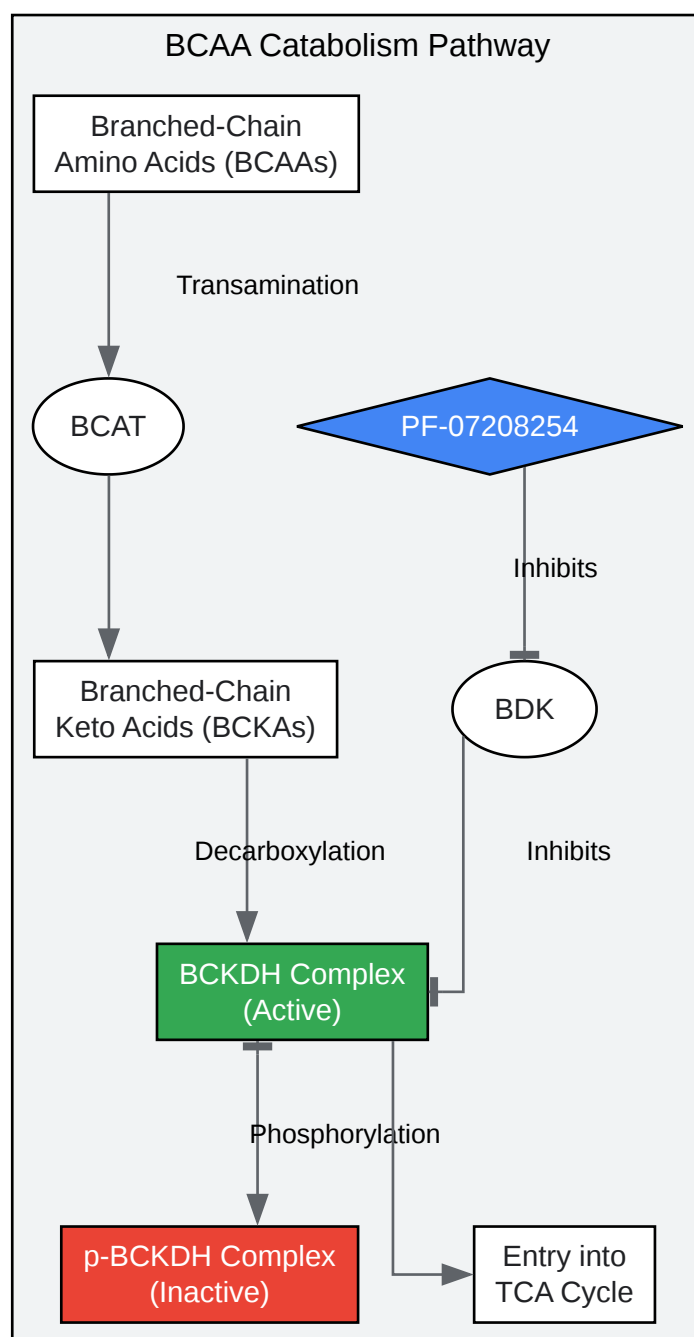 BCAA Catabolism Pathway
Branched-Chain
Amino Acids (BCAAs)
Transamination
BCAT
PF-07208254
Inhibits
Branched-Chain
Keto Acids (BCKAs)
BDK
Decarboxylation
Inhibits
BCKDH Complex
(Active)
Phosphorylation
p-BCKDH Complex
(Inactive)
Entry into
TCA Cycle